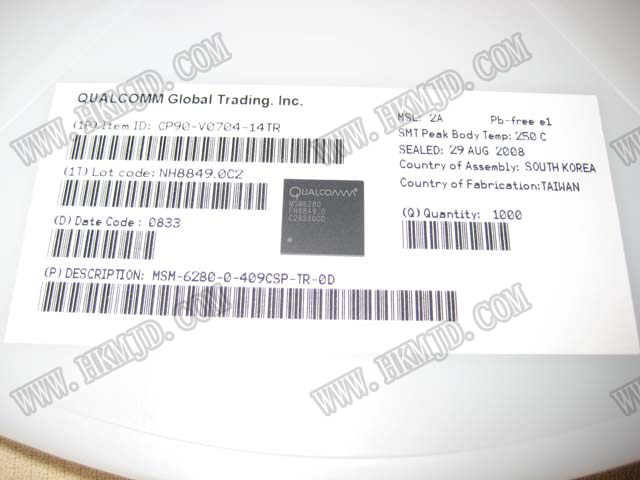 QUALCOMM Global Trading. Inc.
(1P) Item ID: CP90-V0704-14TR
(1T) Lot code: NH8849.0C2
(D) Date Code : 0833
(P) DESCRIPTION: MSM-6280-0-409CSP-TR-0D
MSL: 2A Pb-free e1
SMT Peak Body Temp: 250 C
SEALED: 29 AUG 2008
Country of Assembly: SOUTH KOREA
Country of Fabrication:TAIWAN
(Q) Quantity: 1000
QUALCOMM
MSM6280
FH8849.0
WWW.HKMJD.COM
WWW.HKMJD.COM
WWW.HKMJD.COM
WWW.HKMJD.COM
WWW.HKMJD.COM
WWW.HKMJD.COM